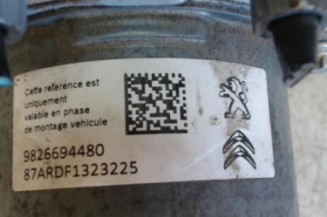 Cette reference est
uniquement
valable en phase
de montage vehicule
9826694480
87ARDF1323225